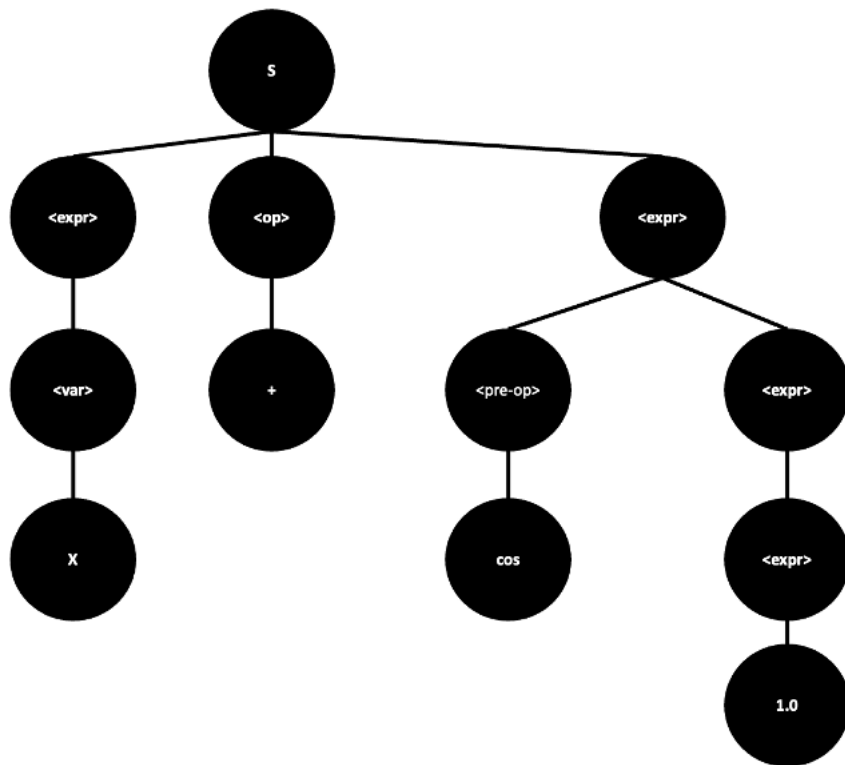 S
<expr>
<op>
<expr>
<var>
+
<pre-op>
<expr>
X
cos
<expr>
1.0